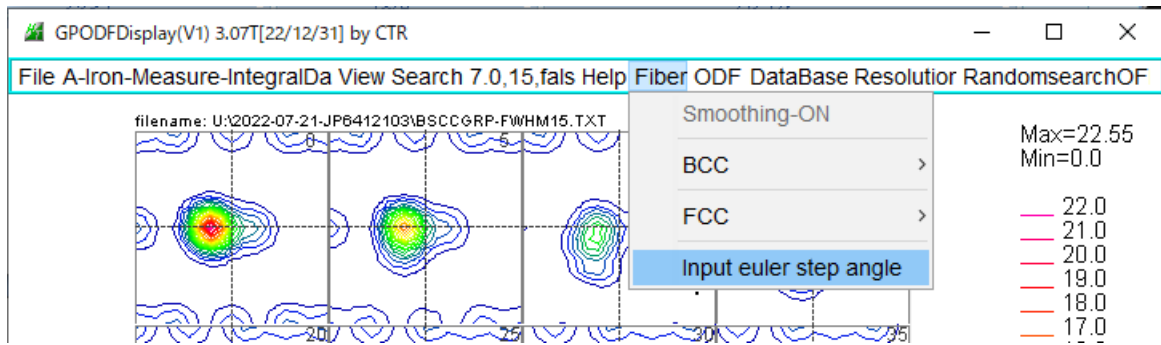 GPODFDisplay(V1) 3.07T[22/12/31] by CTR
File A-Iron-Measure-IntegralDa View Search 7.0,15,fals Help Fiber ODF DataBase Resolutior RandomsearchOF
filename: U:\2022-07-21-JP6412103\BSCCGRP-FWHM15.TXT
Smoothing-ON
BCC
FCC
Input euler step angle
Max=22.55
Min=0.0
22.0
21.0
20.0
19.0
18.0
17.0
0
5
20
25
30
35